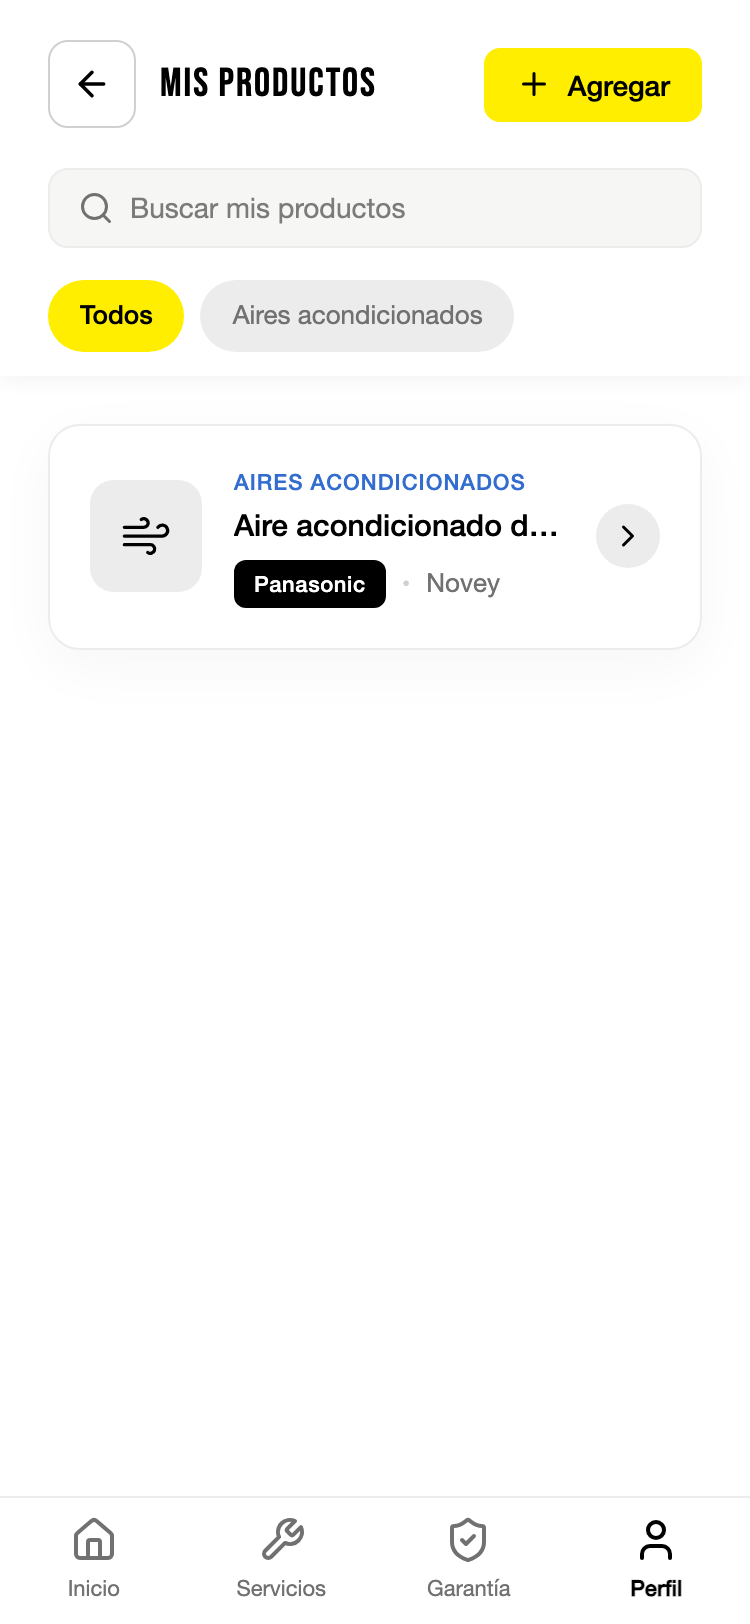 MIS PRODUCTOS
Agregar
Buscar mis productos
Todos
Aires acondicionados
AIRES ACONDICIONADOS
Aire acondicionado d...
Panasonic • Novey
Inicio
Servicios
Garantía
Perfil